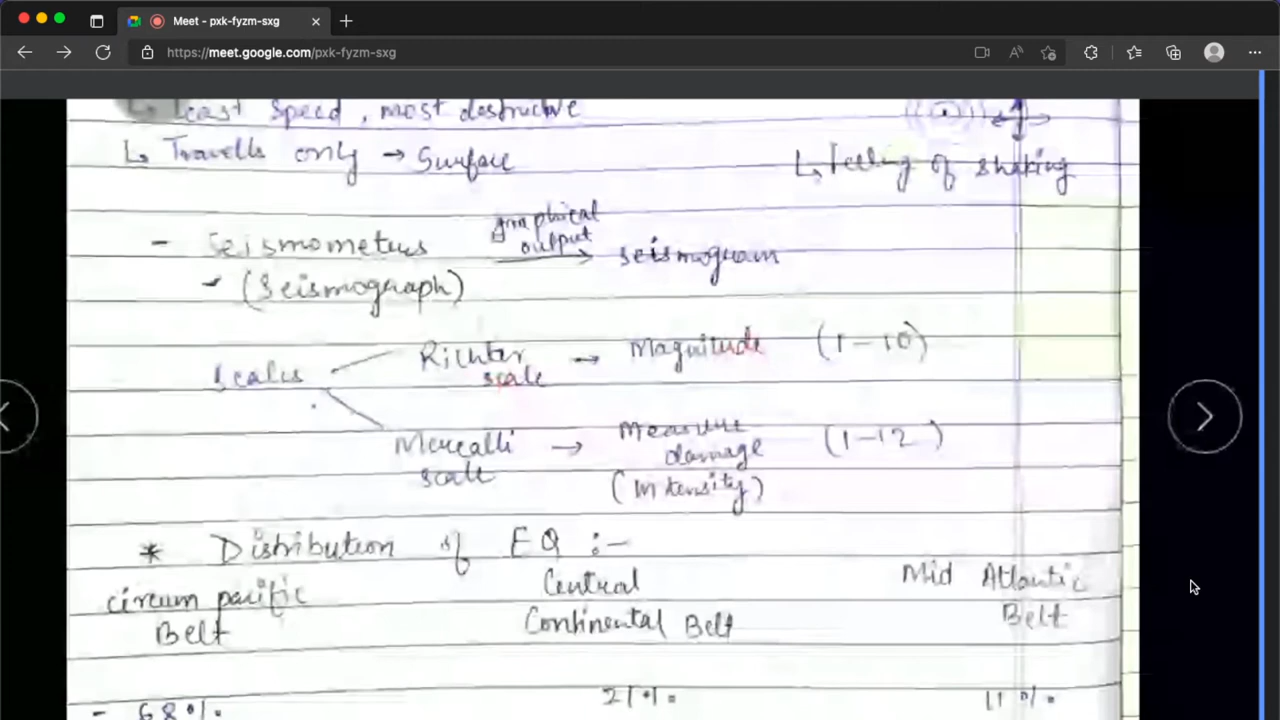 Meet - pxk-fyzm-sxg
https://meet.google.com/pxk-fyzm-sxg
↳ Least Speed, most destructive
↳ Travells only → Surface
↳ Feeling of shaking
- Seismometers graphical output → seismogram
- (Seismograph)
Scales
Richter scale → Magnitude (1-10)
Mercalli scale → Measure damage (Intensity) (1-12)
* Distribution of EQ :-
circum pacific Belt
Central Continental Belt
Mid Atlantic Belt
- 68%.
21%.
11%.